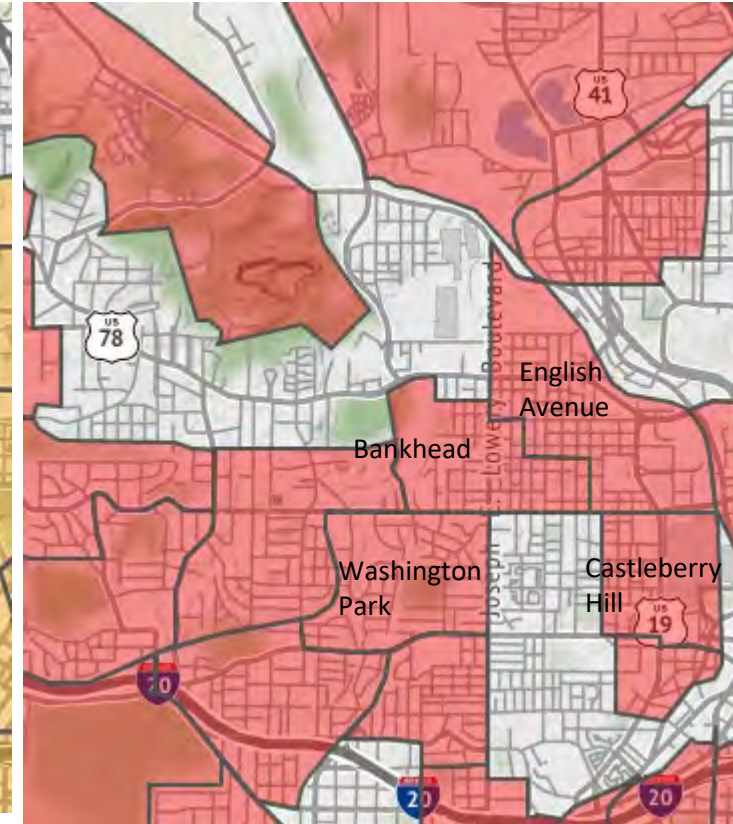 US
41
US
78
English
Avenue
Joseph E. Lowery Boulevard
Bankhead
Washington
Park
Castleberry
Hill
US
19
20
20
20